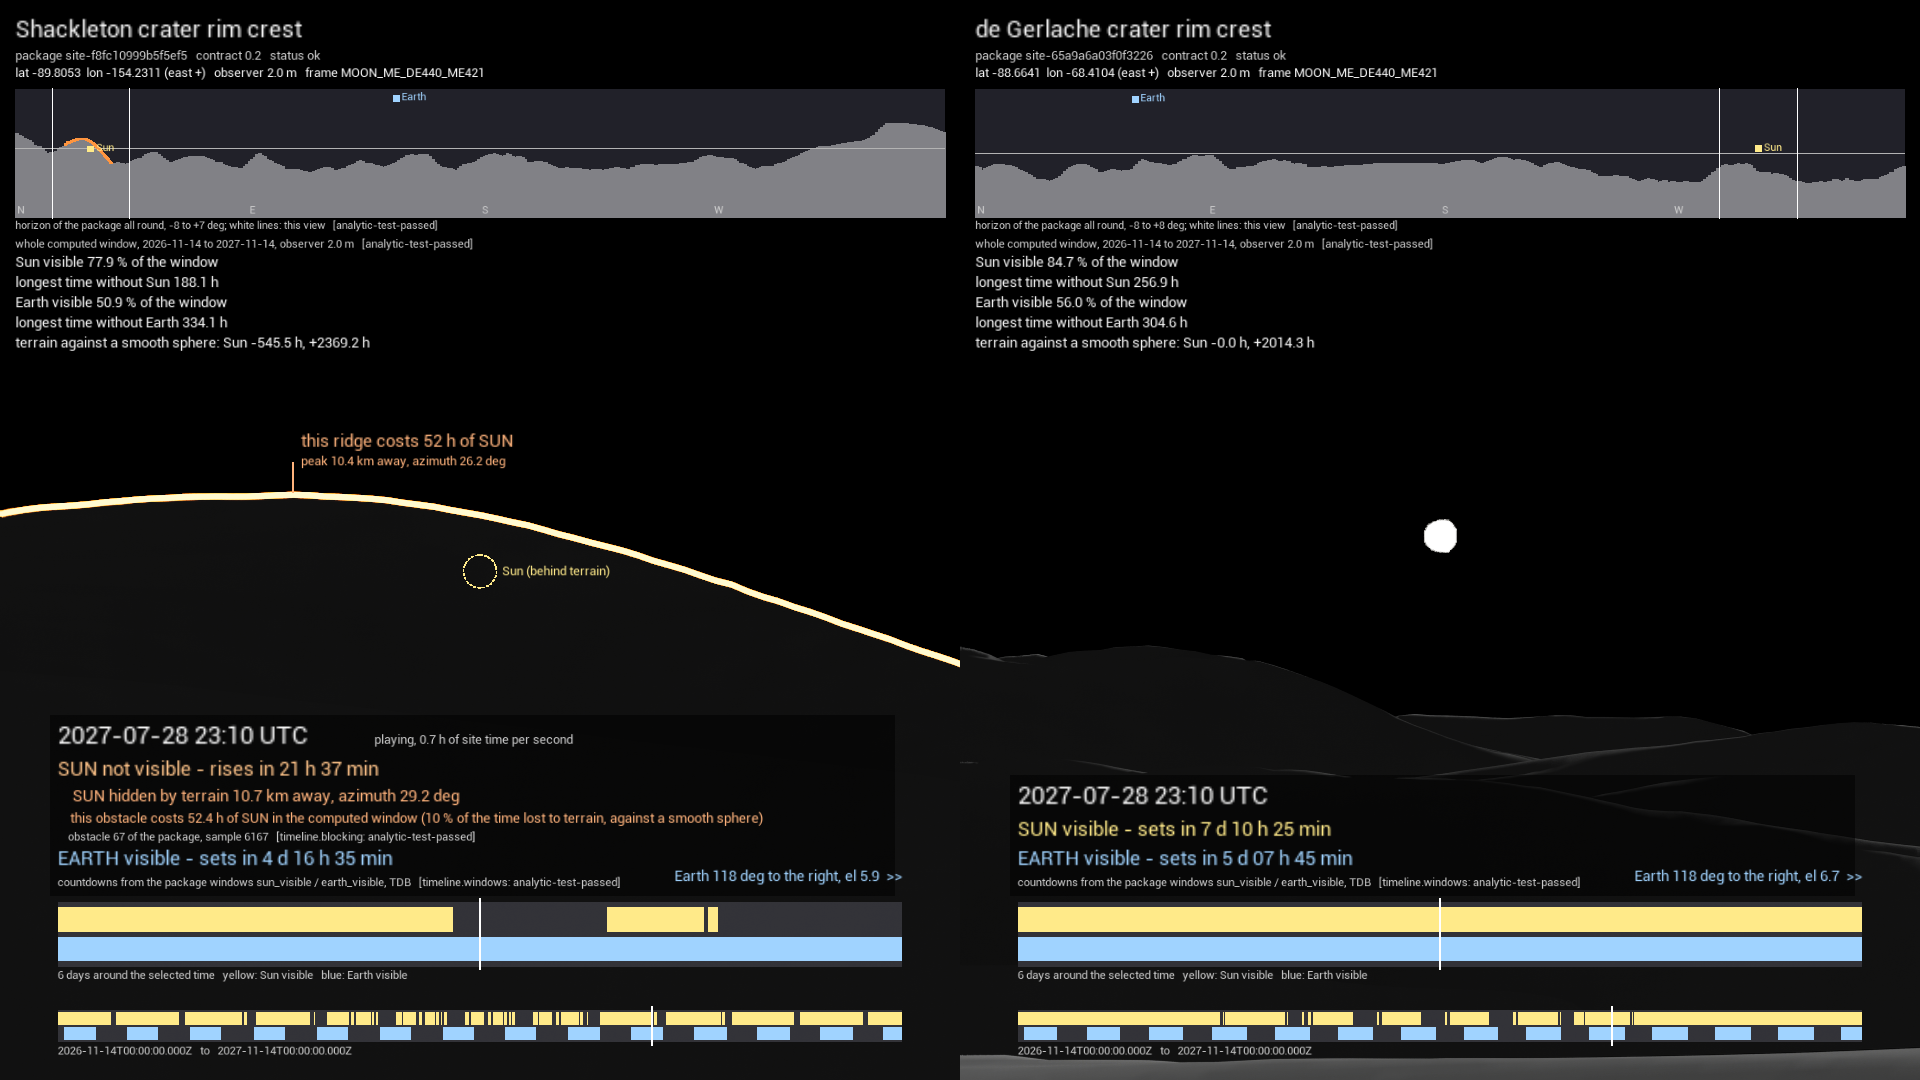 Shackleton crater rim crest
package site-f8fc10999b5f5ef5 contract 0.2 status ok
lat -89.8053 lon -154.2311 (east +) observer 2.0 m frame MOON_ME_DE440_ME421
Earth
Sun
N E S W
horizon of the package all round, -8 to +7 deg; white lines: this view [analytic-test-passed]
whole computed window, 2026-11-14 to 2027-11-14, observer 2.0 m [analytic-test-passed]
Sun visible 77.9 % of the window
longest time without Sun 188.1 h
Earth visible 50.9 % of the window
longest time without Earth 334.1 h
terrain against a smooth sphere: Sun -545.5 h, +2369.2 h
this ridge costs 52 h of SUN
peak 10.4 km away, azimuth 26.2 deg
Sun (behind terrain)
2027-07-28 23:10 UTC playing, 0.7 h of site time per second
SUN not visible - rises in 21 h 37 min
SUN hidden by terrain 10.7 km away, azimuth 29.2 deg
this obstacle costs 52.4 h of SUN in the computed window (10 % of the time lost to terrain, against a smooth sphere)
obstacle 67 of the package, sample 6167 [timeline.blocking: analytic-test-passed]
EARTH visible - sets in 4 d 16 h 35 min
Earth 118 deg to the right, el 5.9 >>
countdowns from the package windows sun_visible / earth_visible, TDB [timeline.windows: analytic-test-passed]
6 days around the selected time yellow: Sun visible blue: Earth visible
2026-11-14T00:00:00.000Z to 2027-11-14T00:00:00.000Z
de Gerlache crater rim crest
package site-65a9a6a03f0f3226 contract 0.2 status ok
lat -88.6641 lon -68.4104 (east +) observer 2.0 m frame MOON_ME_DE440_ME421
Earth
Sun
N E S W
horizon of the package all round, -8 to +8 deg; white lines: this view [analytic-test-passed]
whole computed window, 2026-11-14 to 2027-11-14, observer 2.0 m [analytic-test-passed]
Sun visible 84.7 % of the window
longest time without Sun 256.9 h
Earth visible 56.0 % of the window
longest time without Earth 304.6 h
terrain against a smooth sphere: Sun -0.0 h, +2014.3 h
2027-07-28 23:10 UTC
SUN visible - sets in 7 d 10 h 25 min
EARTH visible - sets in 5 d 07 h 45 min
Earth 118 deg to the right, el 6.7 >>
countdowns from the package windows sun_visible / earth_visible, TDB [timeline.windows: analytic-test-passed]
6 days around the selected time yellow: Sun visible blue: Earth visible
2026-11-14T00:00:00.000Z to 2027-11-14T00:00:00.000Z